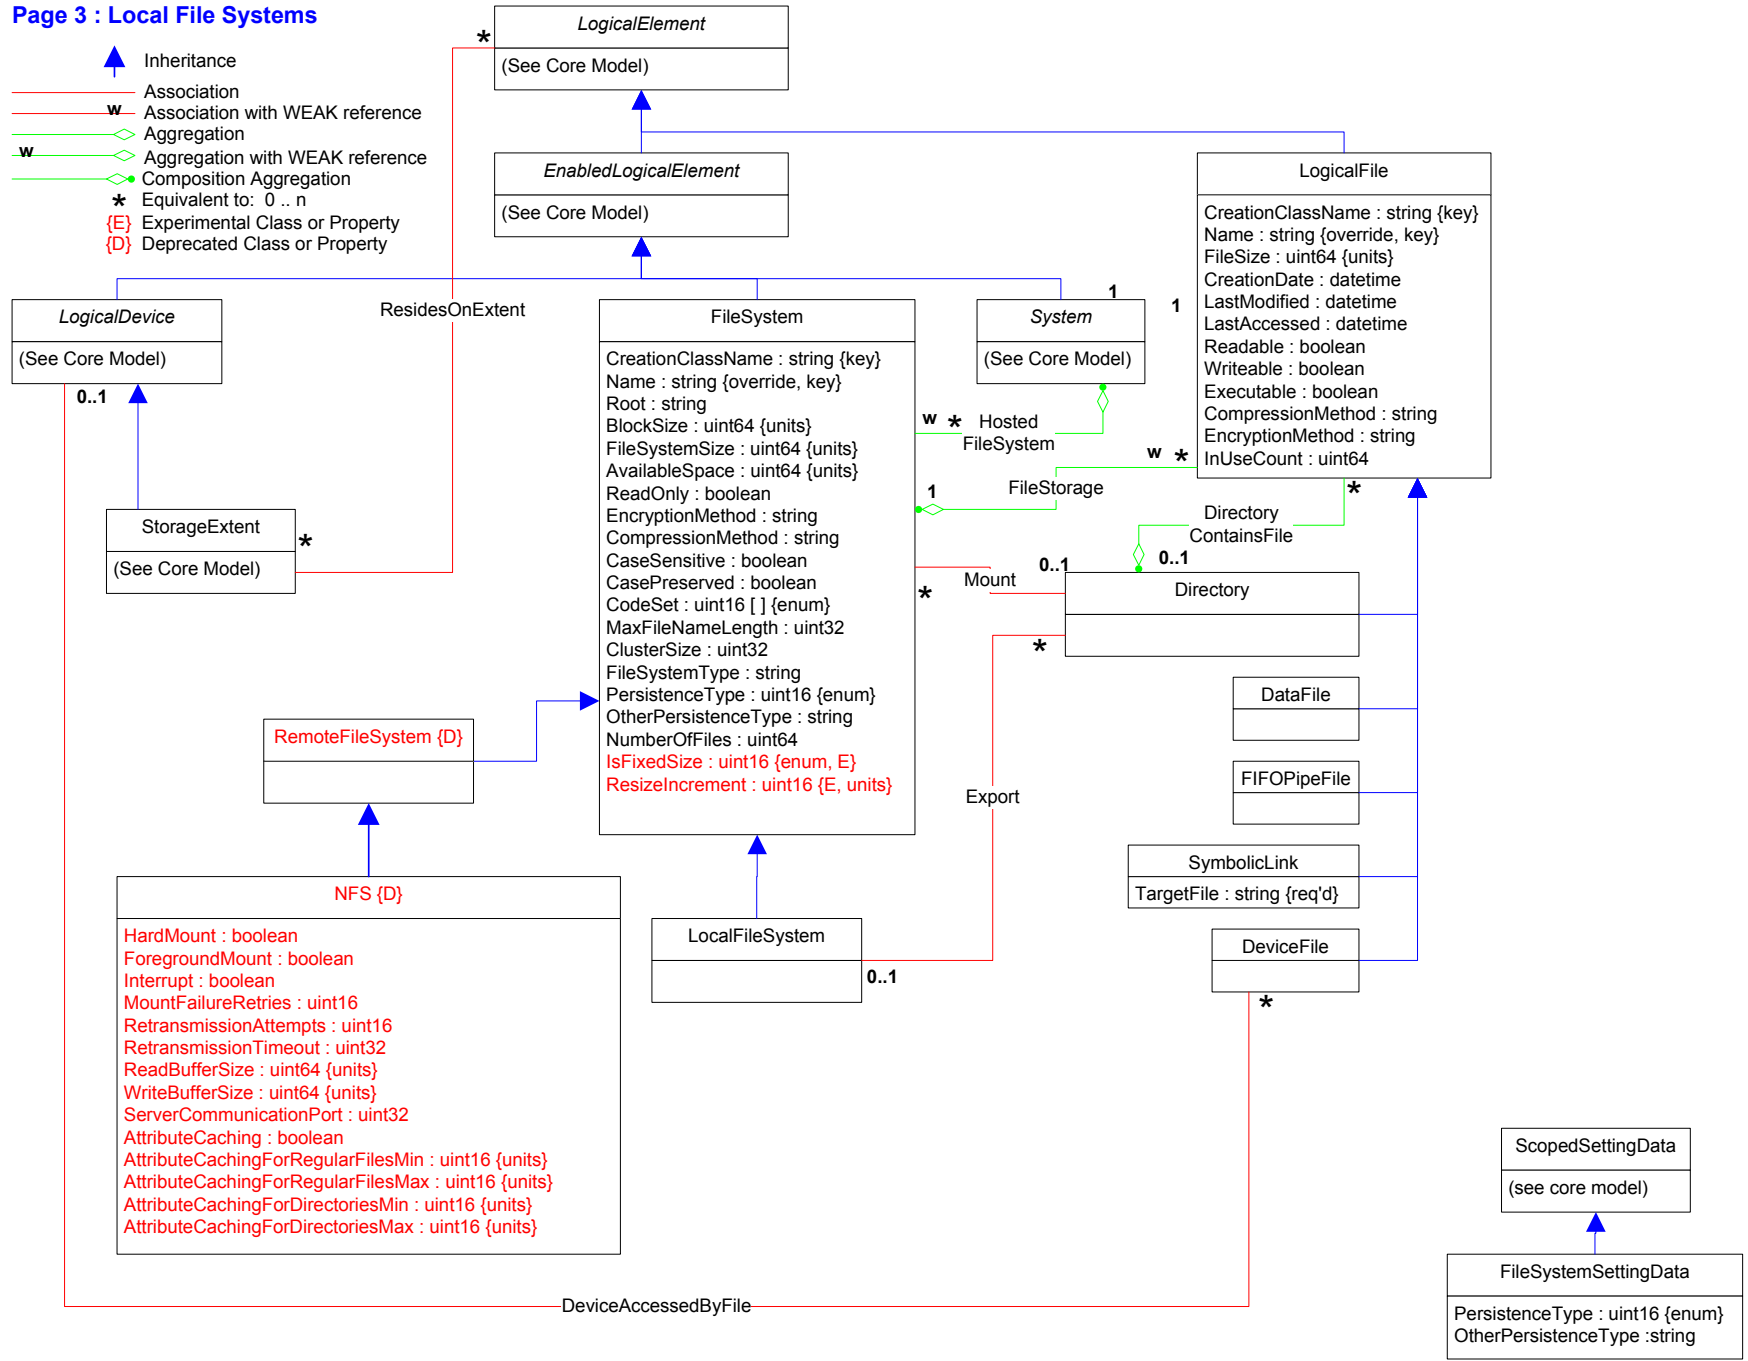 Page 3 : Local File Systems
Inheritance
Association
w
Association with WEAK reference
Aggregation
w
Aggregation with WEAK reference
Composition Aggregation
* Equivalent to: 0 .. n
{E} Experimental Class or Property
{D} Deprecated Class or Property
*
LogicalElement
(See Core Model)
EnabledLogicalElement
(See Core Model)
LogicalFile
CreationClassName : string {key}
Name : string {override, key}
FileSize : uint64 {units}
CreationDate : datetime
LastModified : datetime
LastAccessed : datetime
Readable : boolean
Writeable : boolean
Executable : boolean
CompressionMethod : string
EncryptionMethod : string
InUseCount : uint64
LogicalDevice
(See Core Model)
0..1
ResidesOnExtent
FileSystem
CreationClassName : string {key}
Name : string {override, key}
Root : string
BlockSize : uint64 {units}
FileSystemSize : uint64 {units}
AvailableSpace : uint64 {units}
ReadOnly : boolean
EncryptionMethod : string
CompressionMethod : string
CaseSensitive : boolean
CasePreserved : boolean
CodeSet : uint16 [ ] {enum}
MaxFileNameLength : uint32
ClusterSize : uint32
FileSystemType : string
PersistenceType : uint16 {enum}
OtherPersistenceType : string
NumberOfFiles : uint64
IsFixedSize : uint16 {enum, E}
ResizeIncrement : uint16 {E, units}
1
1
System
(See Core Model)
w * Hosted
FileSystem
w *
FileStorage
1
*
Directory
ContainsFile
0..1
0..1
Mount
*
Directory
*
StorageExtent
(See Core Model)
*
DataFile
RemoteFileSystem {D}
FIFOPipeFile
Export
SymbolicLink
TargetFile : string {req'd}
NFS {D}
HardMount : boolean
ForegroundMount : boolean
Interrupt : boolean
MountFailureRetries : uint16
RetransmissionAttempts : uint16
RetransmissionTimeout : uint32
ReadBufferSize : uint64 {units}
WriteBufferSize : uint64 {units}
ServerCommunicationPort : uint32
AttributeCaching : boolean
AttributeCachingForRegularFilesMin : uint16 {units}
AttributeCachingForRegularFilesMax : uint16 {units}
AttributeCachingForDirectoriesMin : uint16 {units}
AttributeCachingForDirectoriesMax : uint16 {units}
LocalFileSystem
0..1
DeviceFile
*
DeviceAccessedByFile
ScopedSettingData
(see core model)
FileSystemSettingData
PersistenceType : uint16 {enum}
OtherPersistenceType :string